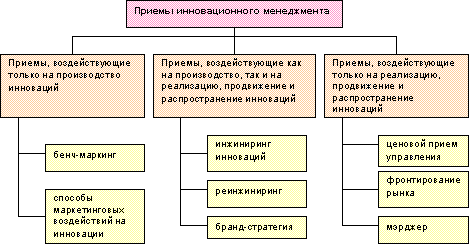 Приемы инновационного менеджмента
Приемы, воздействующие
только на производство
инноваций
Приемы, воздействующие как
на производство, так и на
реализацию, продвижение и
распространение инноваций
Приемы, воздействующие
только на реализацию,
продвижение и
распространение
инноваций
бенч-маркинг
способы
маркетинговых
воздействий на
инновации
инжиниринг
инноваций
реинжиниринг
бранд-стратегия
ценовой прием
управления
фронтирование
рынка
мэрджер